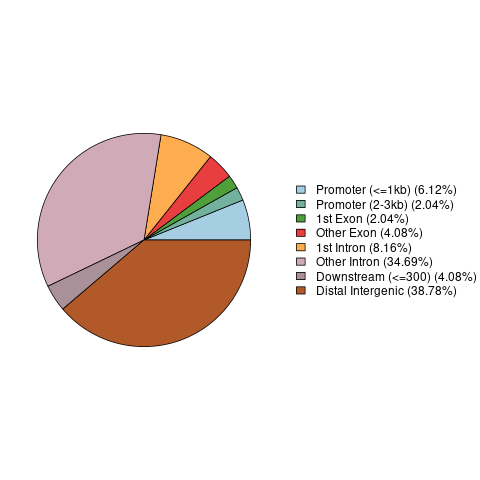 Promoter (<=1kb) (6.12%)
Promoter (2-3kb) (2.04%)
1st Exon (2.04%)
Other Exon (4.08%)
1st Intron (8.16%)
Other Intron (34.69%)
Downstream (<=300) (4.08%)
Distal Intergenic (38.78%)